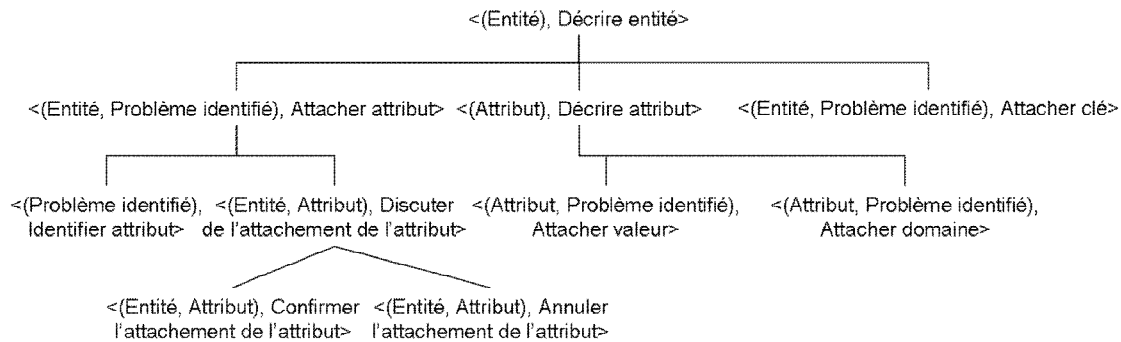 <(Entité), Décrire entité>
<(Entité, Problème identifié), Attacher attribut>
<(Attribut), Décrire attribut>
<(Entité, Problème identifié), Attacher clé>
<(Problème identifié),
Identifier attribut>
<(Entité, Attribut), Discuter
de l'attachement de l'attribut>
<(Attribut, Problème identifié),
Attacher valeur>
<(Attribut, Problème identifié),
Attacher domaine>
<(Entité, Attribut), Confirmer
l'attachement de l'attribut>
<(Entité, Attribut), Annuler
l'attachement de l'attribut>